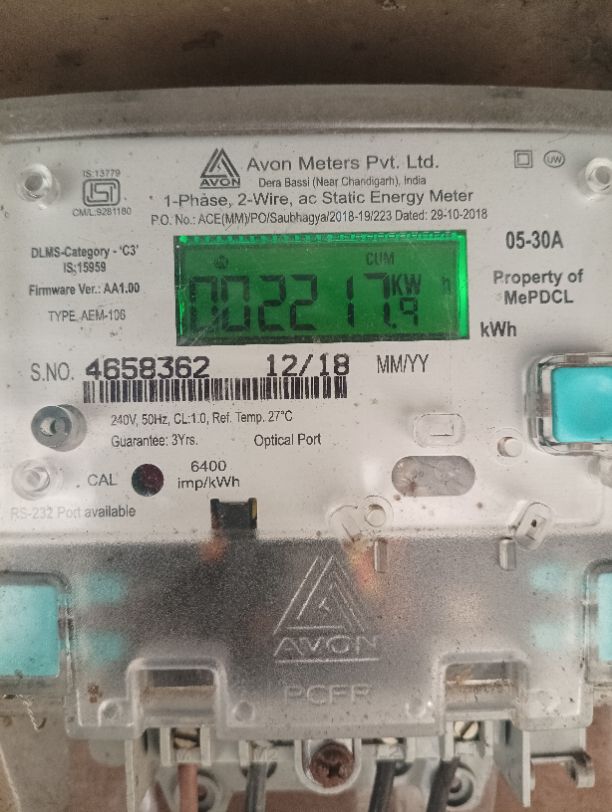 IS:13779
ISI
CM/L:9281180
AVON
Avon Meters Pvt. Ltd.
UW
Dera Bassi (Near Chandigarh), India
1-Phase, 2-Wire, ac Static Energy Meter
P.O. No.: ACE(MM)/PO/Saubhagya/2018-19/223 Dated: 29-10-2018
DLMS-Category - 'C3'
IS:15959
Firmware Ver.: AA1.00
TYPE AEM-106
CUM
002217.9 KW h
05-30A
Property of
MePDCL
kWh
S.NO. 4658362 12/18 MM/YY
240V, 50Hz, CL:1.0, Ref. Temp. 27°C
Guarantee: 3Yrs. Optical Port
CAL 6400
imp/kWh
RS-232 Port available
AVON